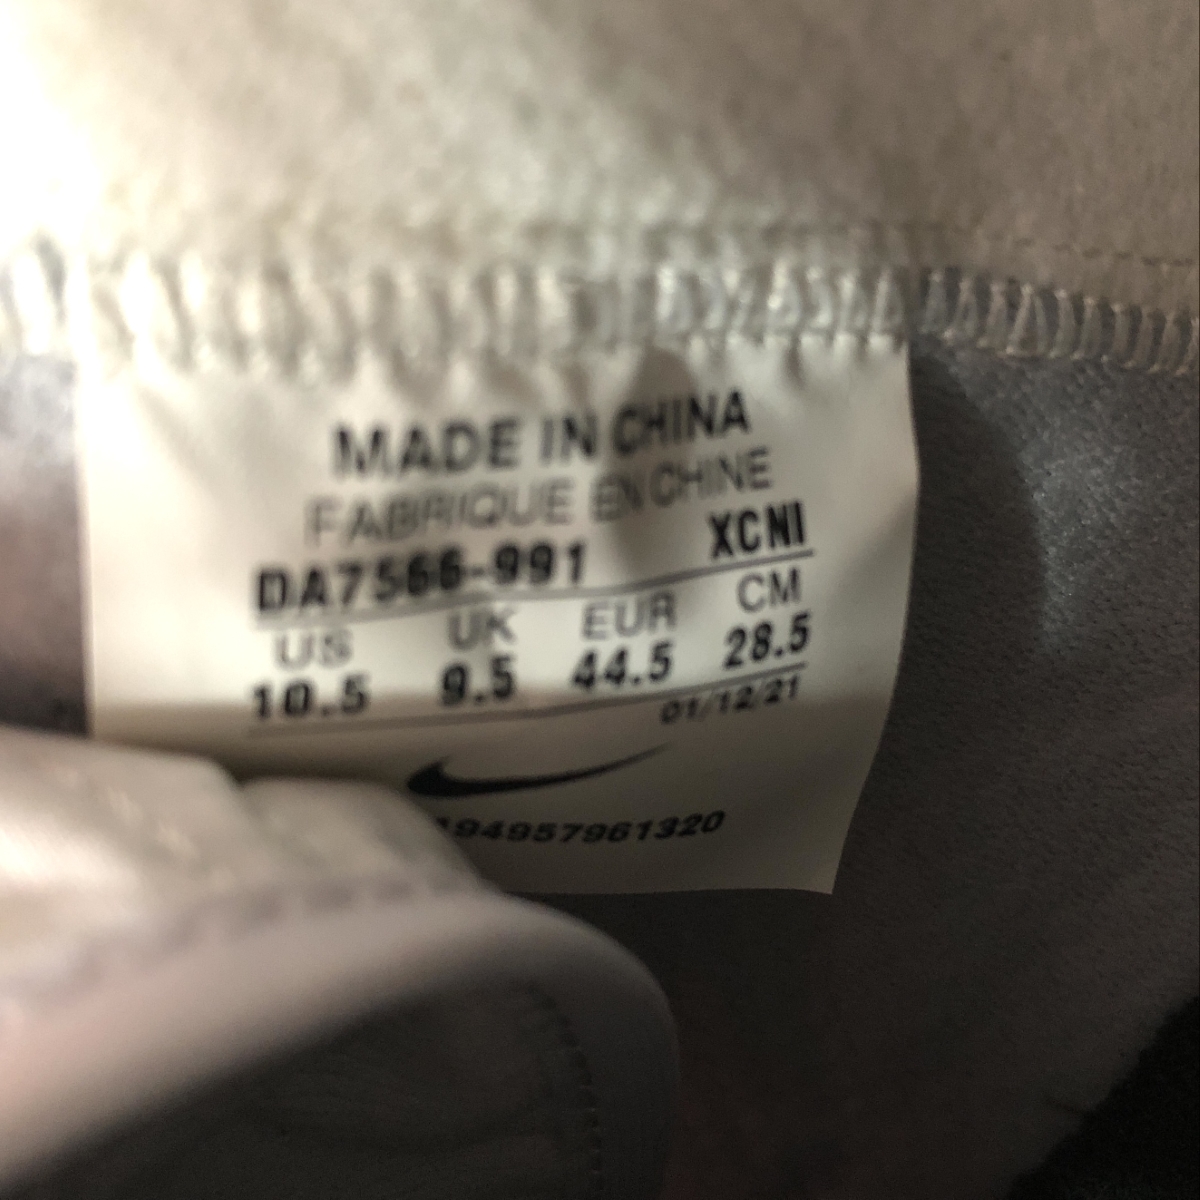 MADE IN CHINA
FABRIQUE EN CHINE
DA7566-991 XCNI
US UK EUR CM
10.5 9.5 44.5 28.5
01/12/21
194957961320